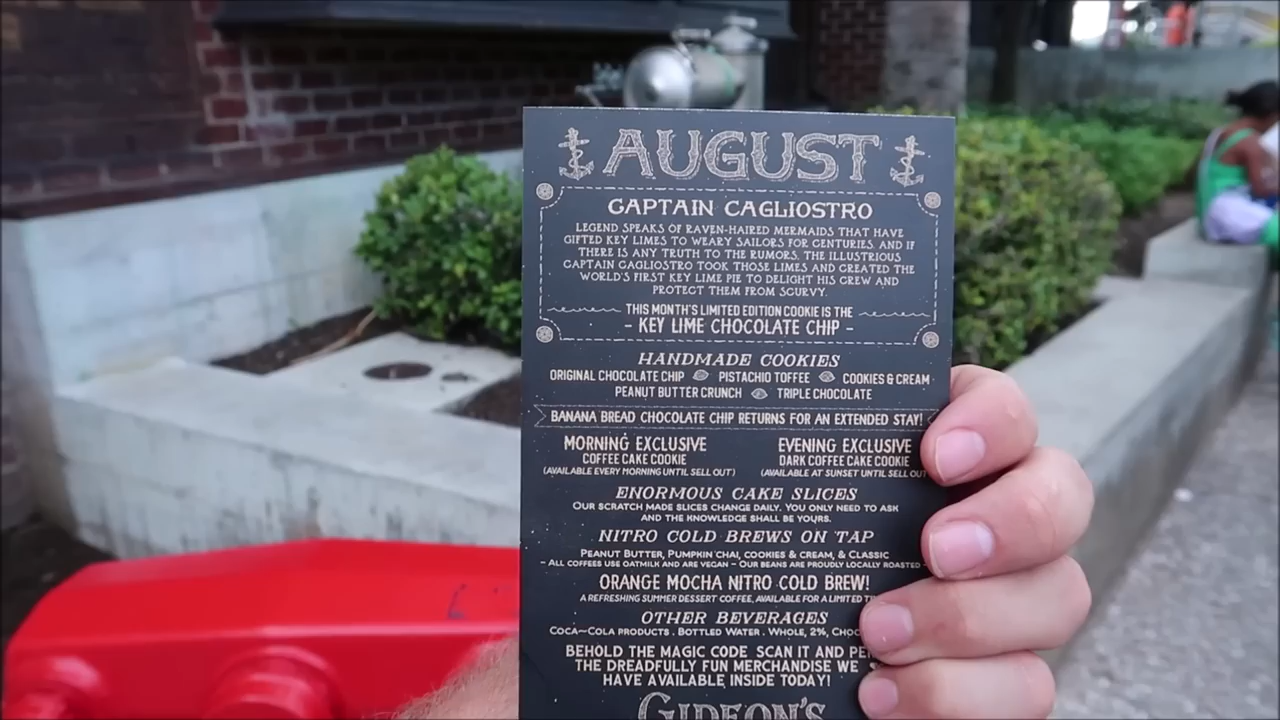 AUGUST
CAPTAIN CAGLIOSTRO
LEGEND SPEAKS OF RAVEN-HAIRED MERMAIDS THAT HAVE
GIFTED KEY LIMES TO WEARY SAILORS FOR CENTURIES, AND IF
THERE IS ANY TRUTH TO THE RUMORS, THE ILLUSTRIOUS
CAPTAIN CAGLIOSTRO TOOK THOSE LIMES AND CREATED THE
WORLD'S FIRST KEY LIME PIE TO DELIGHT HIS CREW AND
PROTECT THEM FROM SCURVY.
THIS MONTH'S LIMITED EDITION COOKIE IS THE
- KEY LIME CHOCOLATE CHIP -
HANDMADE COOKIES
ORIGINAL CHOCOLATE CHIP PISTACHIO TOFFEE COOKIES & CREAM
PEANUT BUTTER CRUNCH TRIPLE CHOCOLATE
BANANA BREAD CHOCOLATE CHIP RETURNS FOR AN EXTENDED STAY!
MORNING EXCLUSIVE EVENING EXCLUSIVE
COFFEE CAKE COOKIE DARK COFFEE CAKE COOKIE
(AVAILABLE EVERY MORNING UNTIL SELL OUT) (AVAILABLE AT SUNSET UNTIL SELL OUT
ENORMOUS CAKE SLICES
OUR SCRATCH MADE SLICES CHANGE DAILY. YOU ONLY NEED TO ASK
AND THE KNOWLEDGE SHALL BE YOURS.
NITRO COLD BREWS ON TAP
PEANUT BUTTER, PUMPKIN CHAI, COOKIES & CREAM, & CLASSIC
- ALL COFFEES USE OATMILK AND ARE VEGAN - OUR BEANS ARE PROUDLY LOCALLY ROASTED -
ORANGE MOCHA NITRO COLD BREW!
A REFRESHING SUMMER DESSERT COFFEE, AVAILABLE FOR A LIMITED
OTHER BEVERAGES
COCA~COLA PRODUCTS . BOTTLED WATER . WHOLE, 2%,
BEHOLD THE MAGIC CODE SCAN IT AND
THE DREADFULLY FUN MERCHANDISE WE
HAVE AVAILABLE INSIDE TODAY!
GIDEON'S